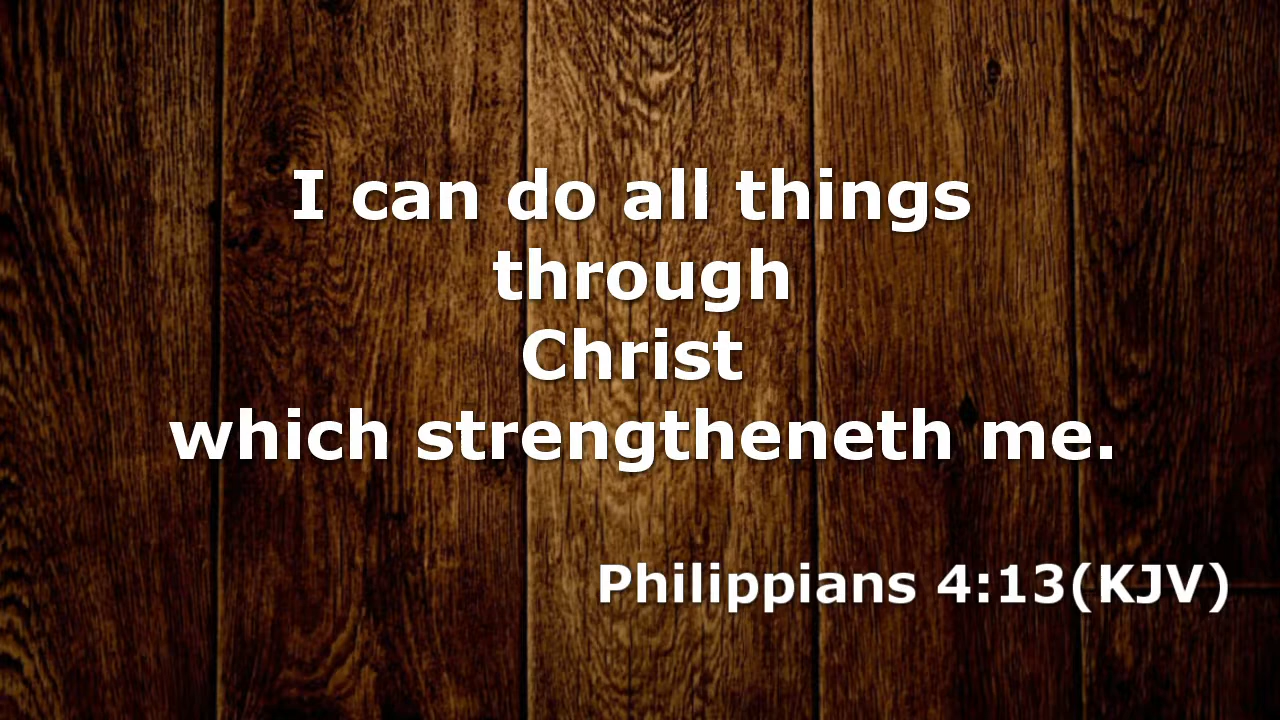 I can do all things
through
Christ
which strengtheneth me.
Philippians 4:13(KJV)